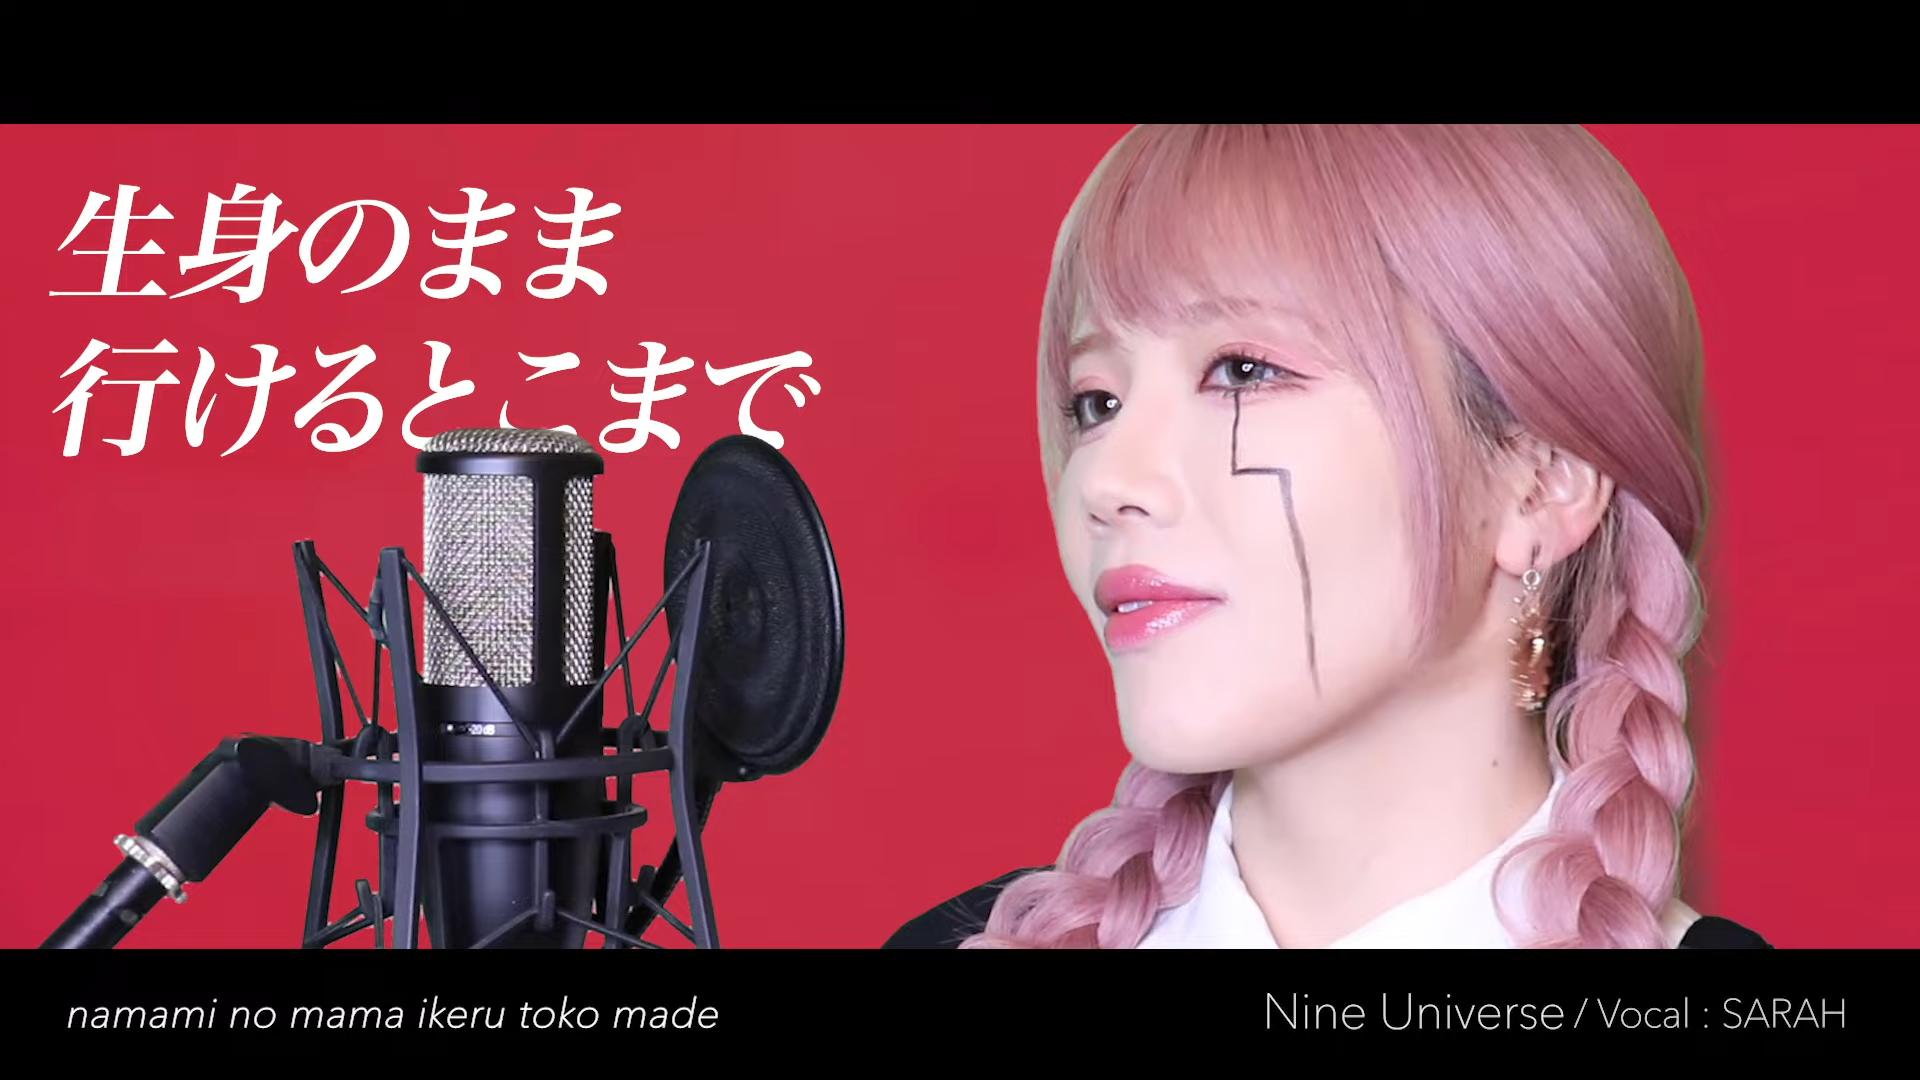 生身のまま
行けるとこまで
-20dB
namami no mama ikeru toko made
Nine Universe / Vocal : SARAH